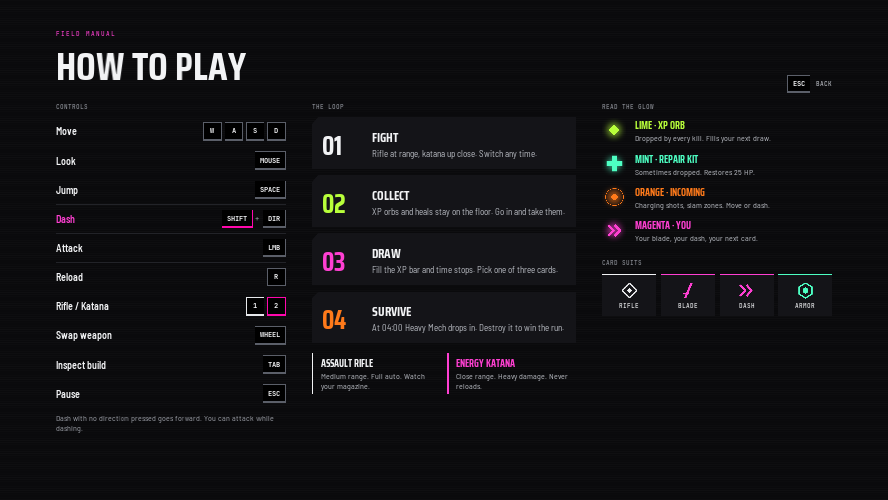 FIELD MANUAL
HOW TO PLAY
ESC BACK
CONTROLS
Move W A S D
Look MOUSE
Jump SPACE
Dash SHIFT + DIR
Attack LMB
Reload R
Rifle / Katana 1 2
Swap weapon WHEEL
Inspect build TAB
Pause ESC
Dash with no direction pressed goes forward. You can attack while
dashing.
THE LOOP
01 FIGHT
Rifle at range, katana up close. Switch any time.
02 COLLECT
XP orbs and heals stay on the floor. Go in and take them.
03 DRAW
Fill the XP bar and time stops. Pick one of three cards.
04 SURVIVE
At 04:00 Heavy Mech drops in. Destroy it to win the run.
ASSAULT RIFLE
Medium range. Full auto. Watch
your magazine.
ENERGY KATANA
Close range. Heavy damage. Never
reloads.
READ THE GLOW
LIME · XP ORB
Dropped by every kill. Fills your next draw.
MINT · REPAIR KIT
Sometimes dropped. Restores 25 HP.
ORANGE · INCOMING
Charging shots, slam zones. Move or dash.
MAGENTA · YOU
Your blade, your dash, your next card.
CARD SUITS
RIFLE BLADE DASH ARMOR